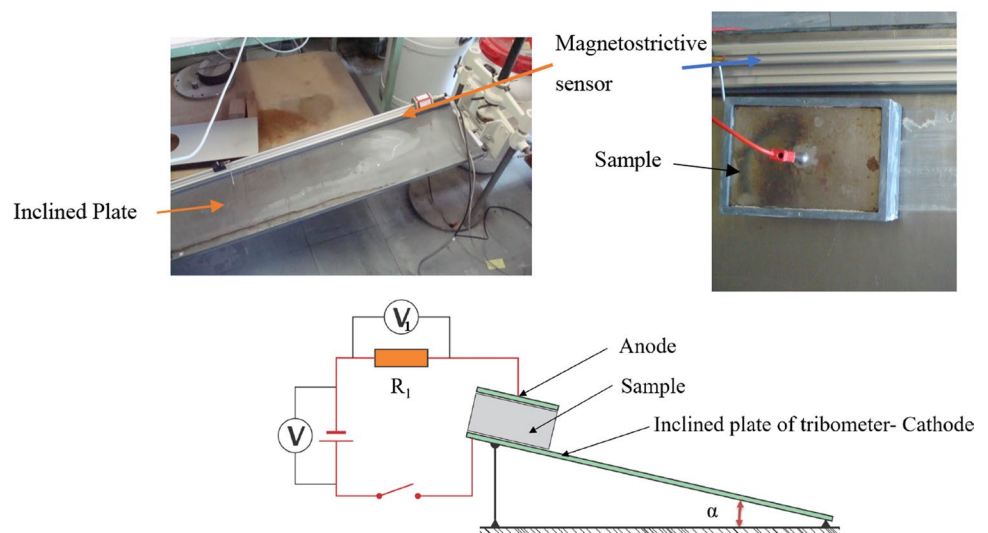 Magnetostrictive
sensor
Sample
Inclined Plate
V1
R1
V
Anode
Sample
Inclined plate of tribometer- Cathode
α